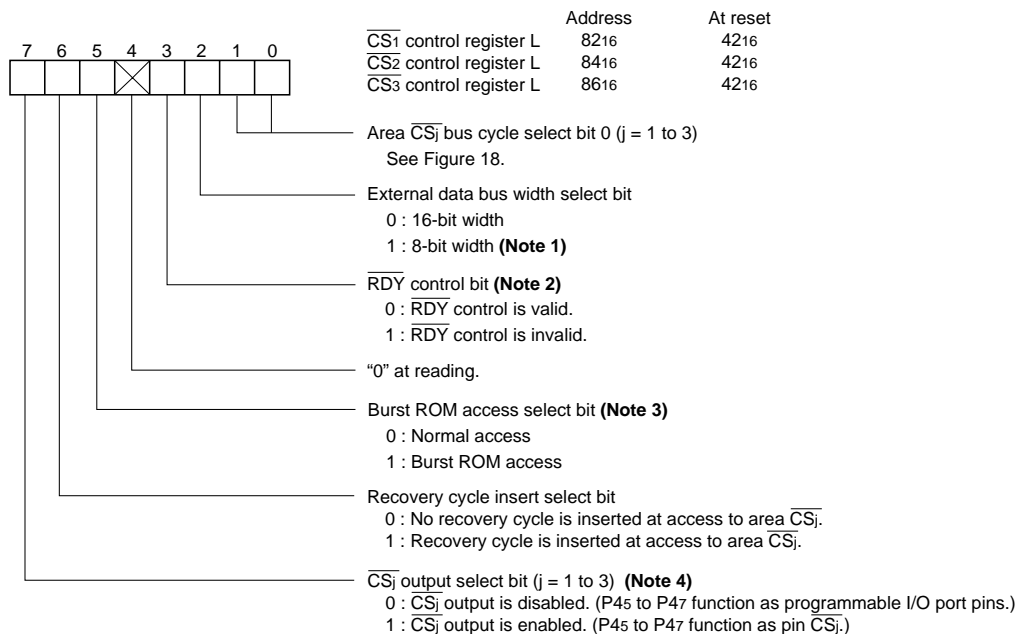 Address At reset
CS1 control register L 8216 4216
CS2 control register L 8416 4216
CS3 control register L 8616 4216
7 6 5 4 3 2 1 0
Area CSj bus cycle select bit 0 (j = 1 to 3)
See Figure 18.
External data bus width select bit
0 : 16-bit width
1 : 8-bit width (Note 1)
RDY control bit (Note 2)
0 : RDY control is valid.
1 : RDY control is invalid.
“0” at reading.
Burst ROM access select bit (Note 3)
0 : Normal access
1 : Burst ROM access
Recovery cycle insert select bit
0 : No recovery cycle is inserted at access to area CSj.
1 : Recovery cycle is inserted at access to area CSj.
CSj output select bit (j = 1 to 3) (Note 4)
0 : CSj output is disabled. (P45 to P47 function as programmable I/O port pins.)
1 : CSj output is enabled. (P45 to P47 function as pin CSj.)